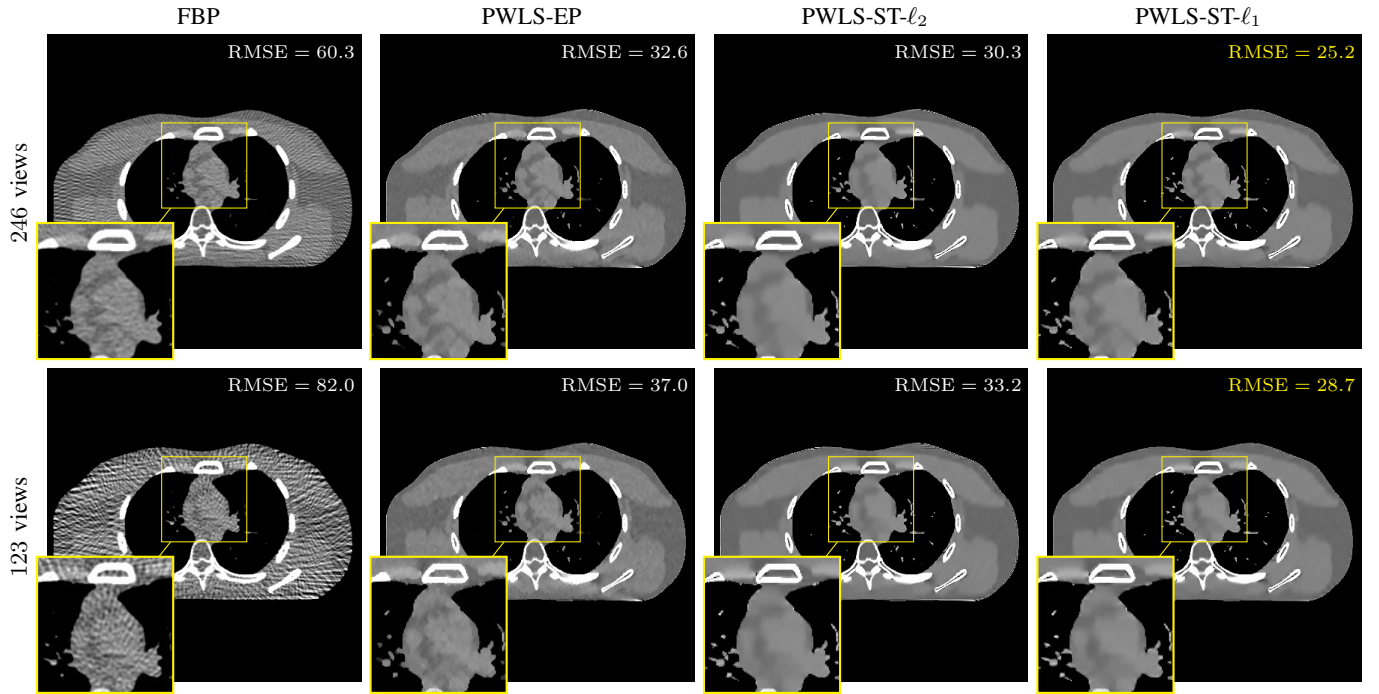 FBP PWLS-EP PWLS-ST-ℓ₂ PWLS-ST-ℓ₁
246 views
RMSE = 60.3 RMSE = 32.6 RMSE = 30.3 RMSE = 25.2
123 views
RMSE = 82.0 RMSE = 37.0 RMSE = 33.2 RMSE = 28.7